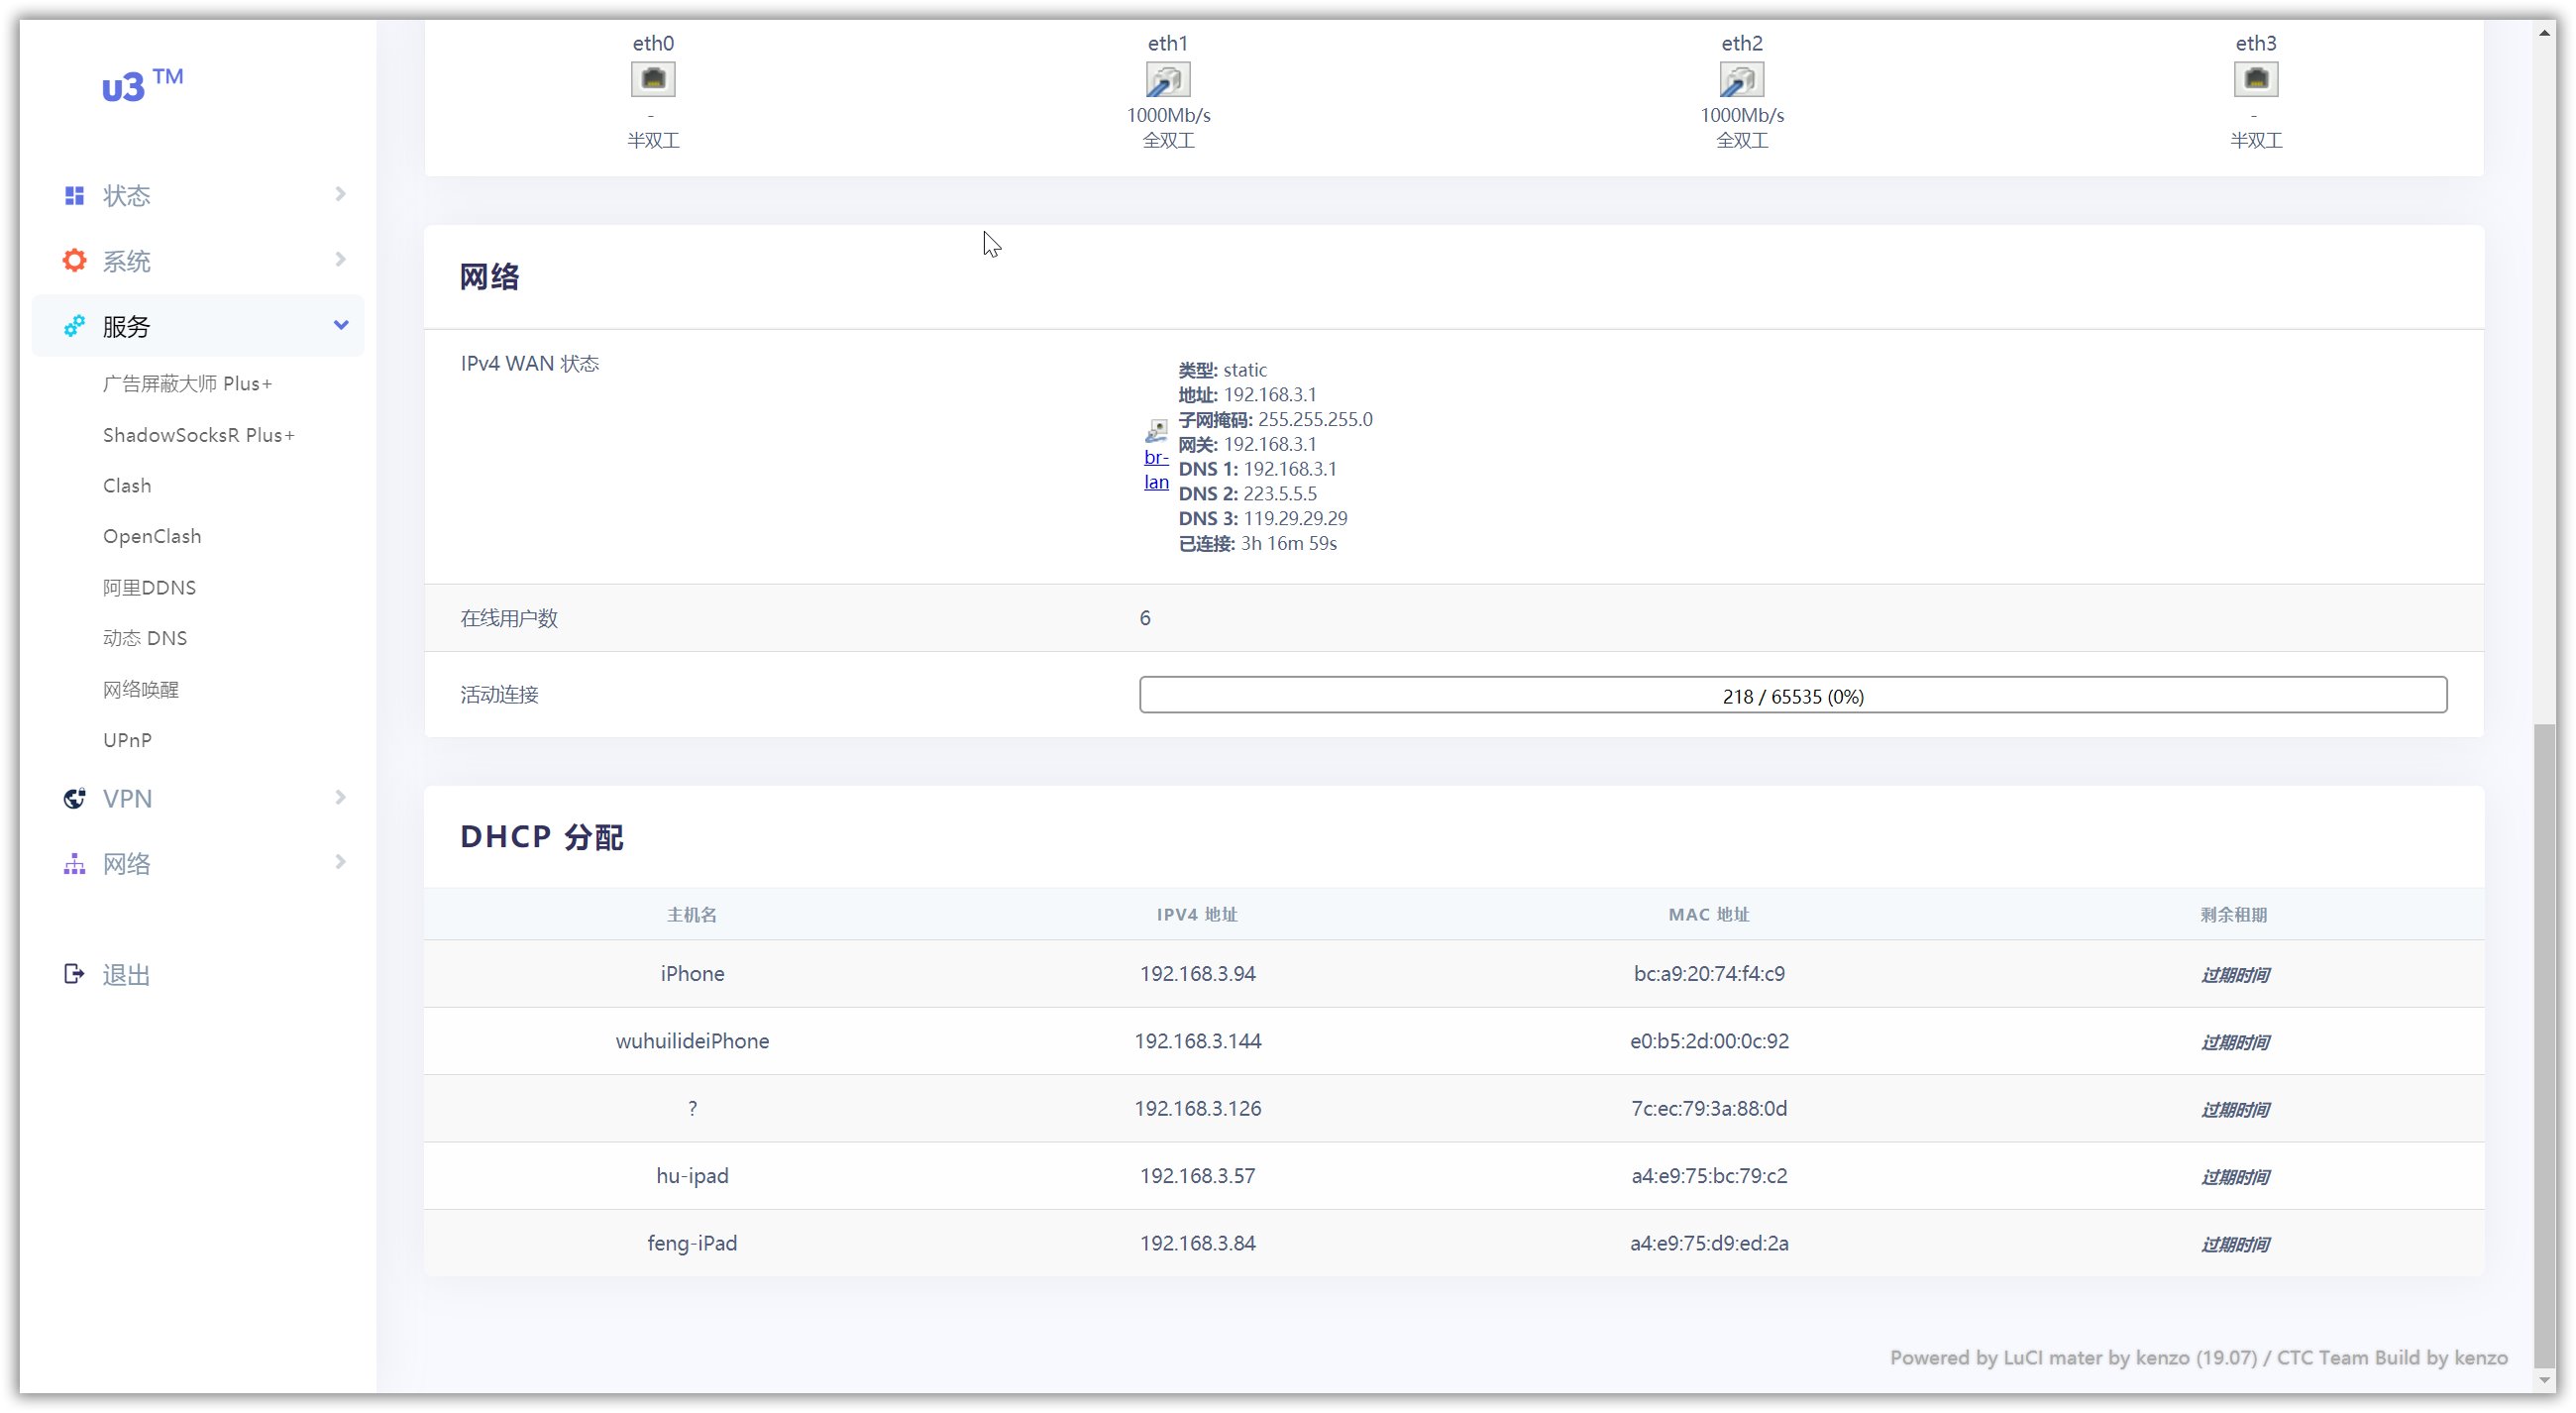 u3 TM
状态
系统
服务
广告屏蔽大师 Plus+
ShadowSocksR Plus+
Clash
OpenClash
阿里DDNS
动态 DNS
网络唤醒
UPnP
VPN
网络
退出
eth0 eth1 eth2 eth3
- 1000Mb/s 1000Mb/s -
半双工 全双工 全双工 半双工
网络
IPv4 WAN 状态
br-
lan
类型: static
地址: 192.168.3.1
子网掩码: 255.255.255.0
网关: 192.168.3.1
DNS 1: 192.168.3.1
DNS 2: 223.5.5.5
DNS 3: 119.29.29.29
已连接: 3h 16m 59s
在线用户数 6
活动连接 218 / 65535 (0%)
DHCP 分配
主机名 IPV4 地址 MAC 地址 剩余租期
iPhone 192.168.3.94 bc:a9:20:74:f4:c9 过期时间
wuhuilideiPhone 192.168.3.144 e0:b5:2d:00:0c:92 过期时间
? 192.168.3.126 7c:ec:79:3a:88:0d 过期时间
hu-ipad 192.168.3.57 a4:e9:75:bc:79:c2 过期时间
feng-iPad 192.168.3.84 a4:e9:75:d9:ed:2a 过期时间
Powered by LuCI mater by kenzo (19.07) / CTC Team Build by kenzo